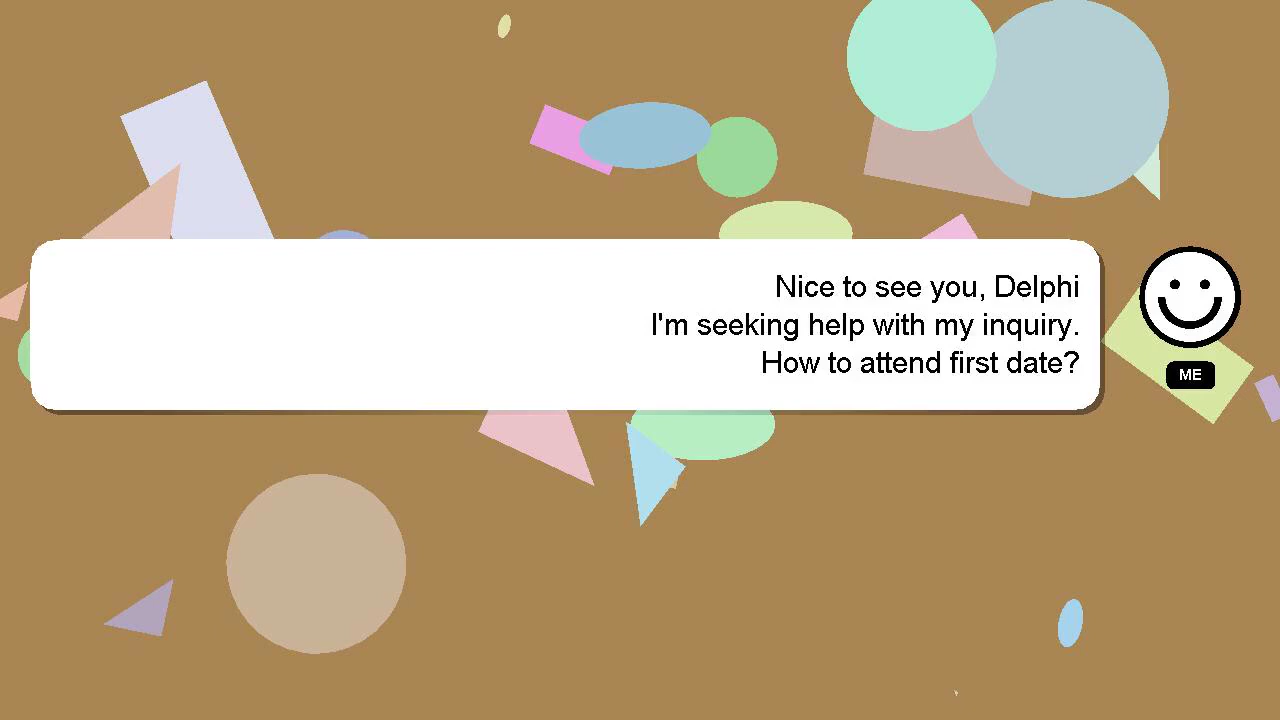 Nice to see you, Delphi
I'm seeking help with my inquiry.
How to attend first date?
ME